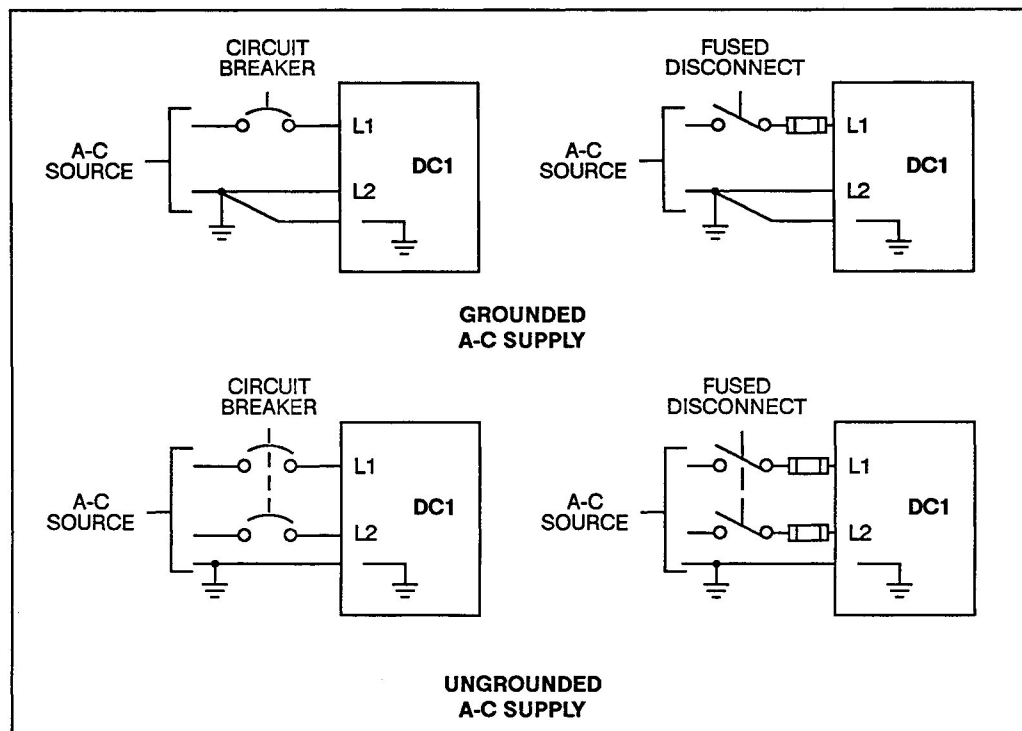 CIRCUIT
BREAKER
A-C
SOURCE
L1
DC1
L2
FUSED
DISCONNECT
A-C
SOURCE
L1
DC1
L2
GROUNDED
A-C SUPPLY
CIRCUIT
BREAKER
A-C
SOURCE
L1
DC1
L2
FUSED
DISCONNECT
A-C
SOURCE
L1
DC1
L2
UNGROUNDED
A-C SUPPLY